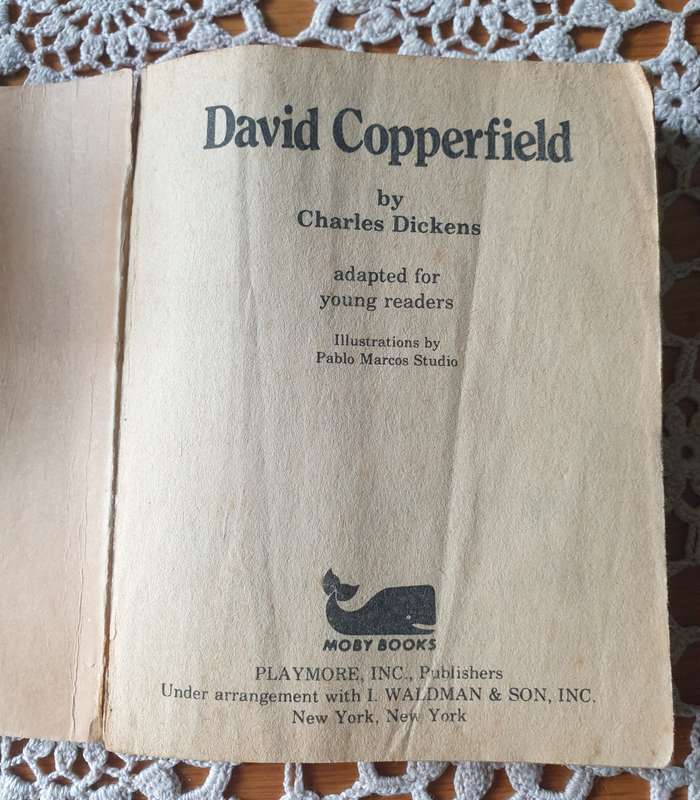 David Copperfield
by
Charles Dickens
adapted for
young readers
Illustrations by
Pablo Marcos Studio
MOBY BOOKS
PLAYMORE, INC., Publishers
Under arrangement with I. WALDMAN & SON, INC.
New York, New York